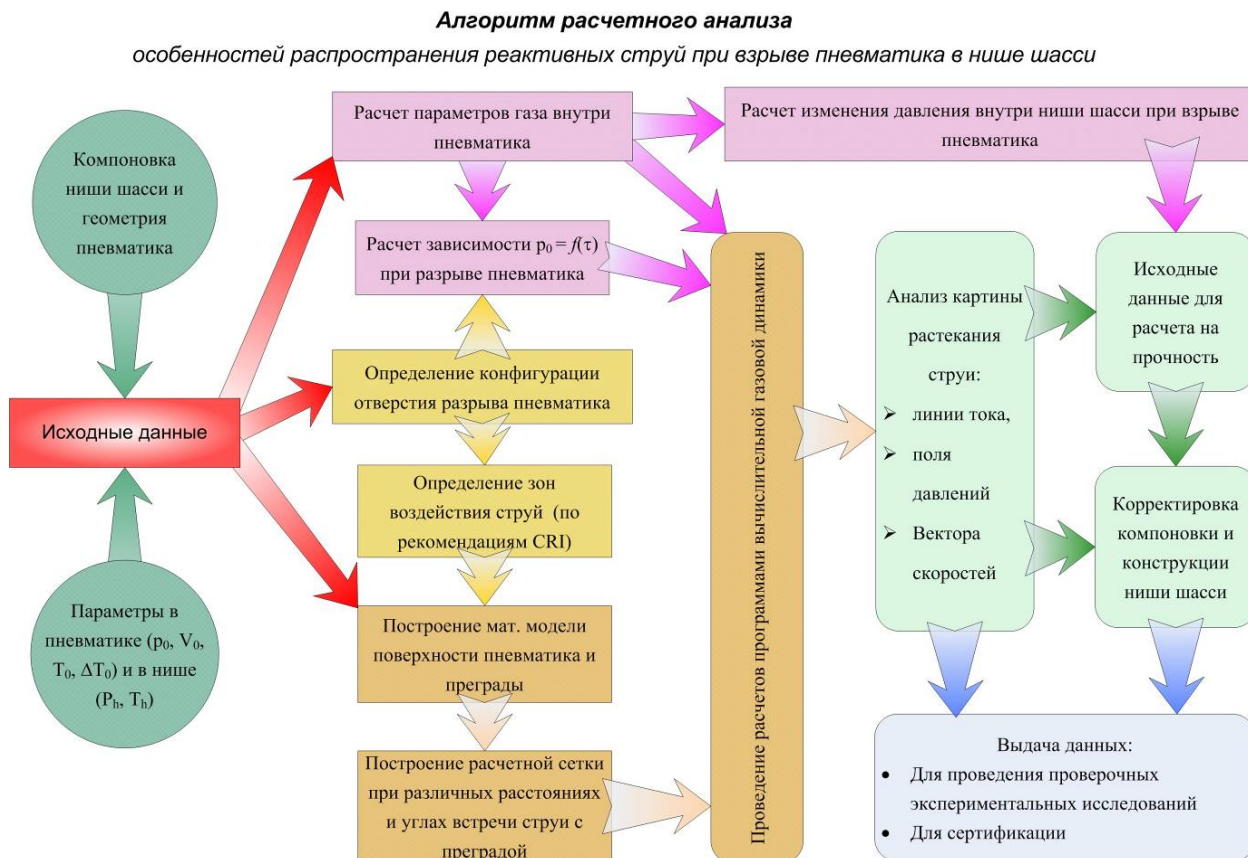 Алгоритм расчетного анализа
особенностей распространения реактивных струй при взрыве пневматика в нише шасси
Компоновка
ниши шасси и
геометрия
пневматика
Исходные данные
Параметры в
пневматике (p₀, V₀,
T₀, ΔT₀) и в нише
(Pₕ, Tₕ)
Расчет параметров газа внутри
пневматика
Расчет зависимости p₀ = f(τ)
при разрыве пневматика
Определение конфигурации
отверстия разрыва пневматика
Определение зон
воздействия струй (по
рекомендациям CRI)
Построение мат. модели
поверхности пневматика и
преграды
Построение расчетной сетки
при различных расстояниях
и углах встречи струи с
преградой
Проведение расчетов программами вычислительной газовой динамики
Расчет изменения давления внутри ниши шасси при взрыве
пневматика
Анализ картины
растекания
струи:
➢ линии тока,
➢ поля
давлений
➢ Вектора
скоростей
Исходные
данные для
расчета на
прочность
Корректировка
компоновки и
конструкции
ниши шасси
Выдача данных:
• Для проведения проверочных
экспериментальных исследований
• Для сертификации